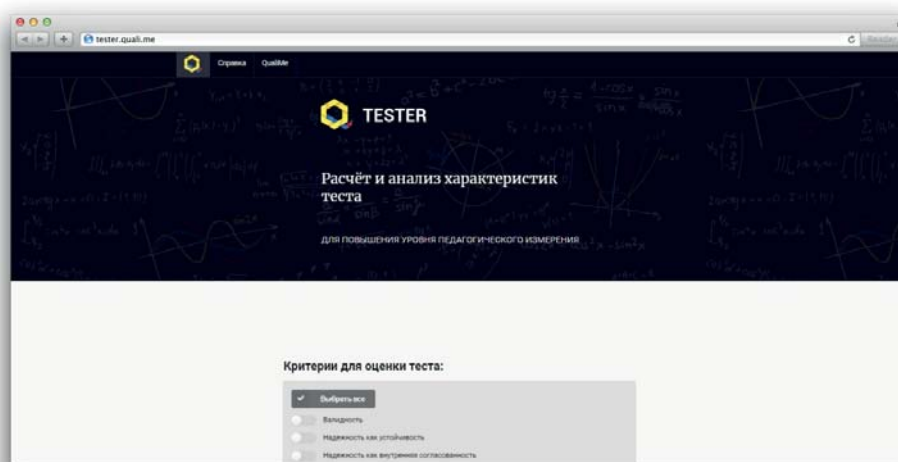 tester.quali.me
Reader
Справка QualiMe
TESTER
Расчёт и анализ характеристик
теста
ДЛЯ ПОВЫШЕНИЯ УРОВНЯ ПЕДАГОГИЧЕСКОГО ИЗМЕРЕНИЯ
Критерии для оценки теста:
Выбрать все
Валидность
Надежность как устойчивость
Надежность как внутренняя согласованность